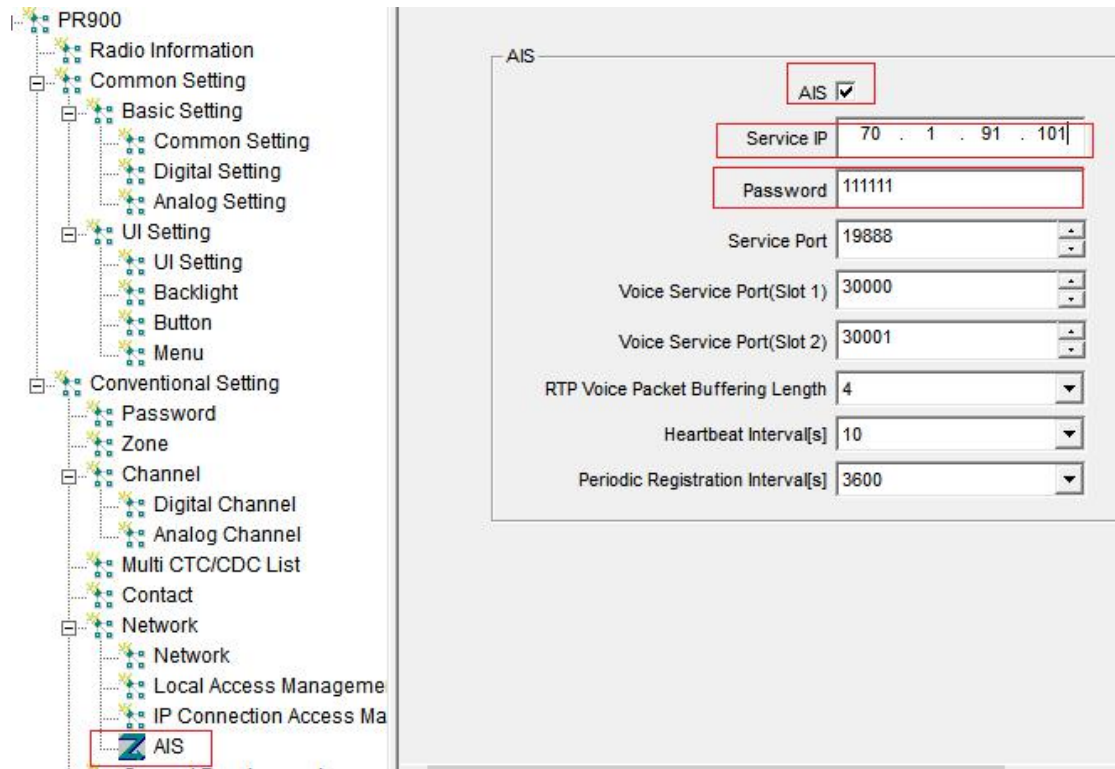 PR900
Radio Information
Common Setting
Basic Setting
Common Setting
Digital Setting
Analog Setting
UI Setting
UI Setting
Backlight
Button
Menu
Conventional Setting
Password
Zone
Channel
Digital Channel
Analog Channel
Multi CTC/CDC List
Contact
Network
Network
Local Access Manageme
IP Connection Access Ma
AIS
AIS
AIS
Service IP 70 . 1 . 91 . 101
Password 111111
Service Port 19888
Voice Service Port(Slot 1) 30000
Voice Service Port(Slot 2) 30001
RTP Voice Packet Buffering Length 4
Heartbeat Interval[s] 10
Periodic Registration Interval[s] 3600